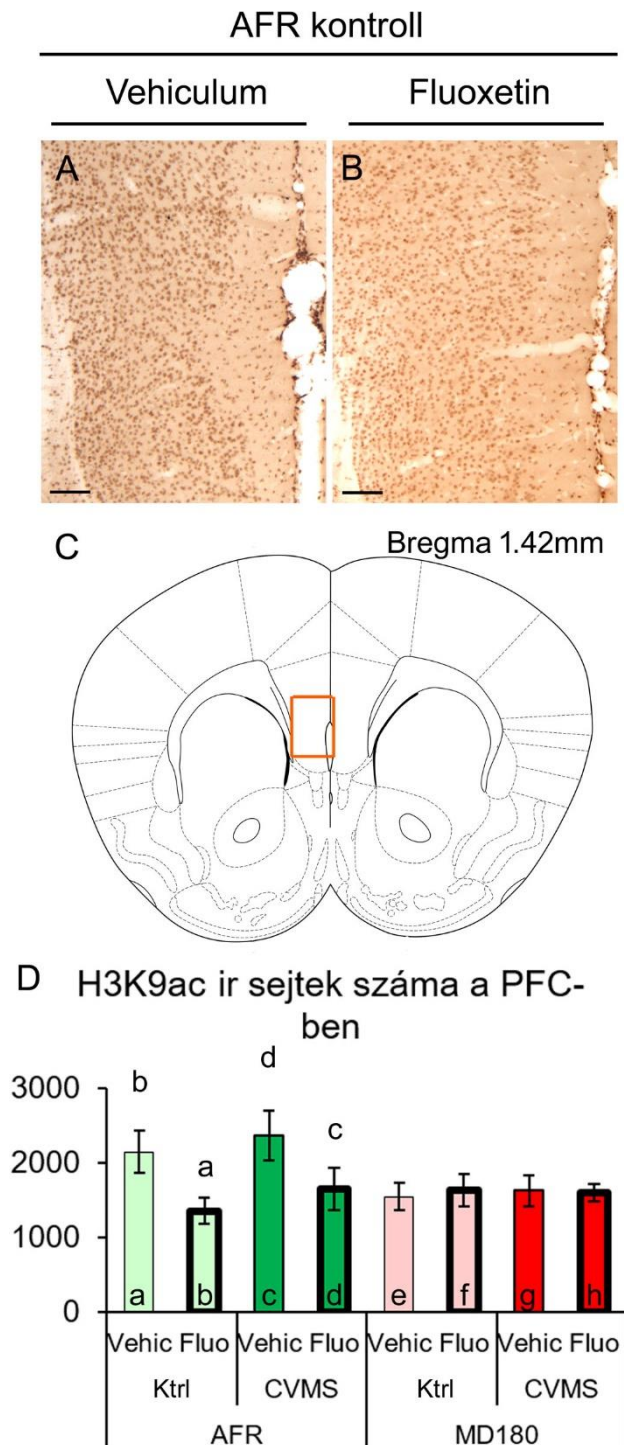 AFR kontroll
Vehiculum Fluoxetin
A B
C Bregma 1.42mm
D H3K9ac ir sejtek száma a PFC-
ben
3000
2000
1000
0
b a d c
a b c d e f g h
Vehic Fluo Vehic Fluo Vehic Fluo Vehic Fluo
Ktrl CVMS Ktrl CVMS
AFR MD180